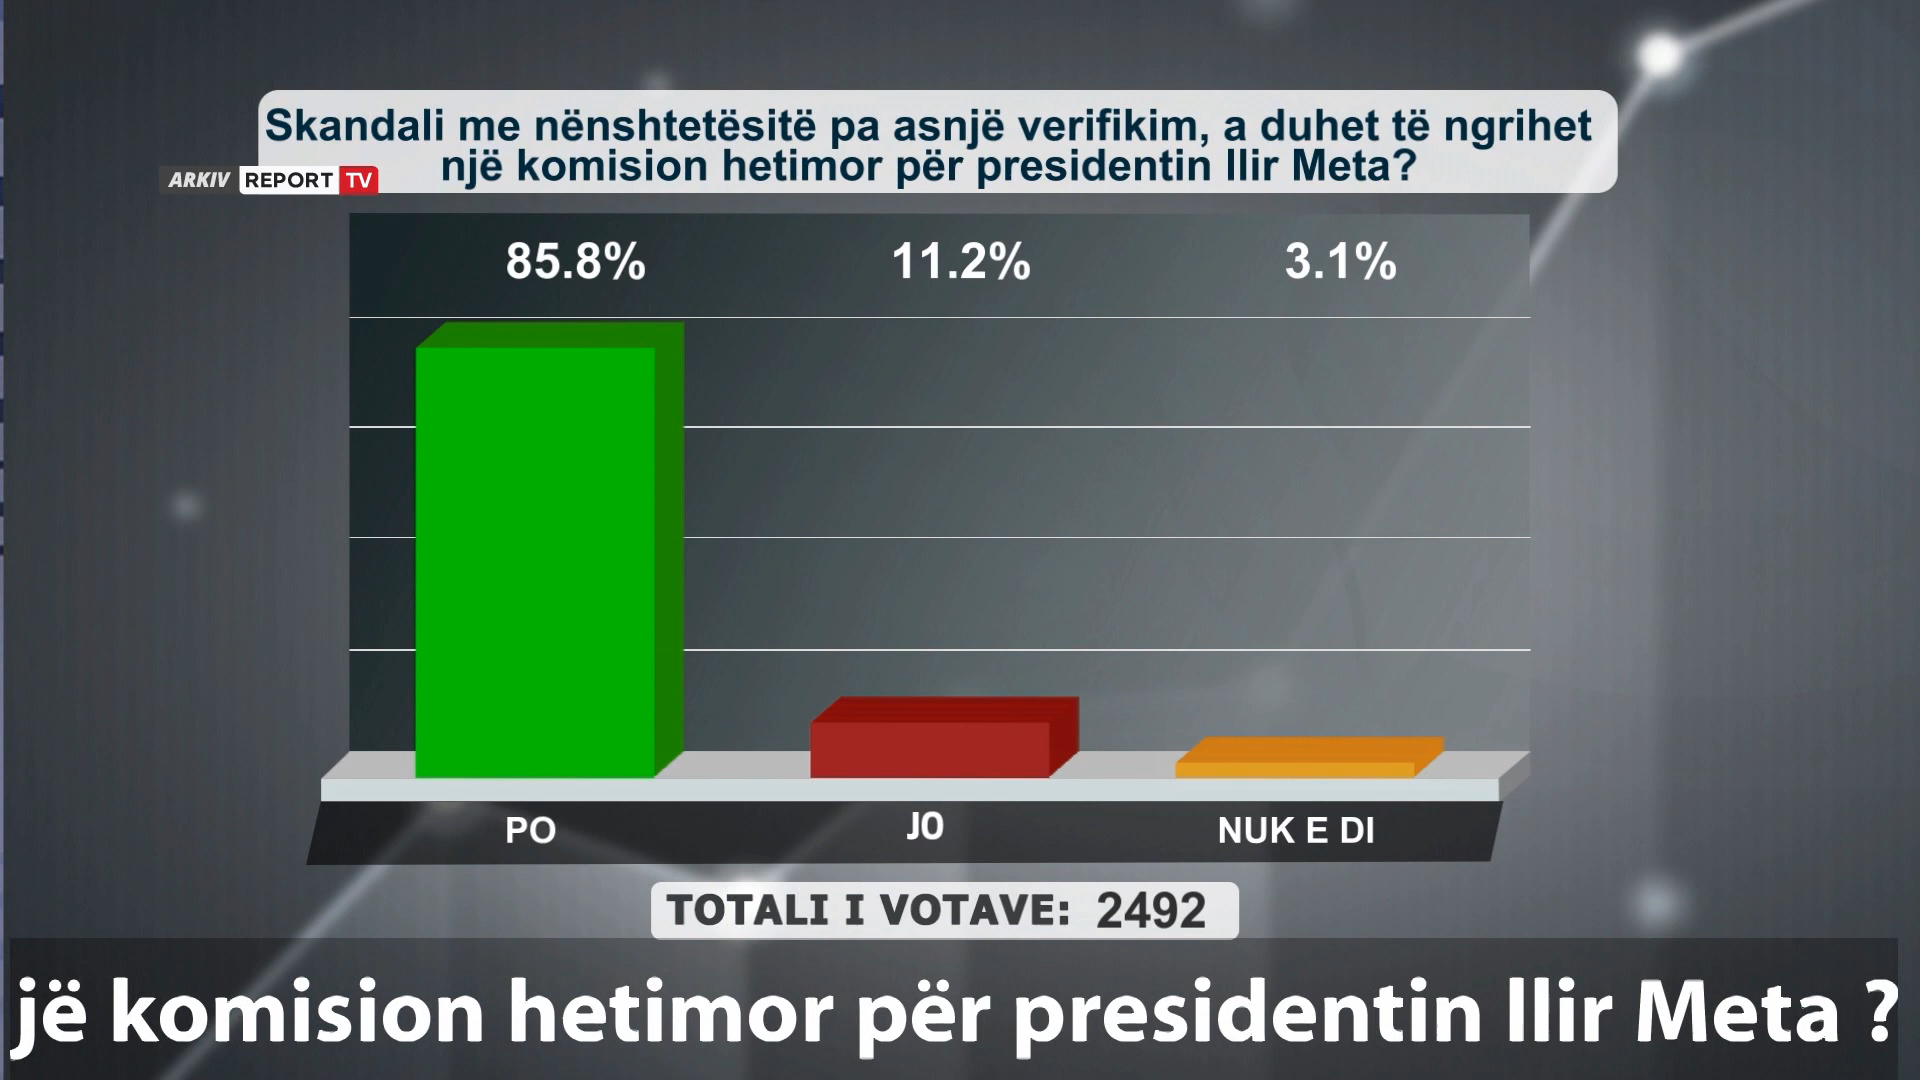 Skandali me nënshtetësitë pa asnjë verifikim, a duhet të ngrihet
një komision hetimor për presidentin Ilir Meta?
ARKIV REPORT TV
85.8% 11.2% 3.1%
PO JO NUK E DI
TOTALI I VOTAVE: 2492
jë komision hetimor për presidentin Ilir Meta ?